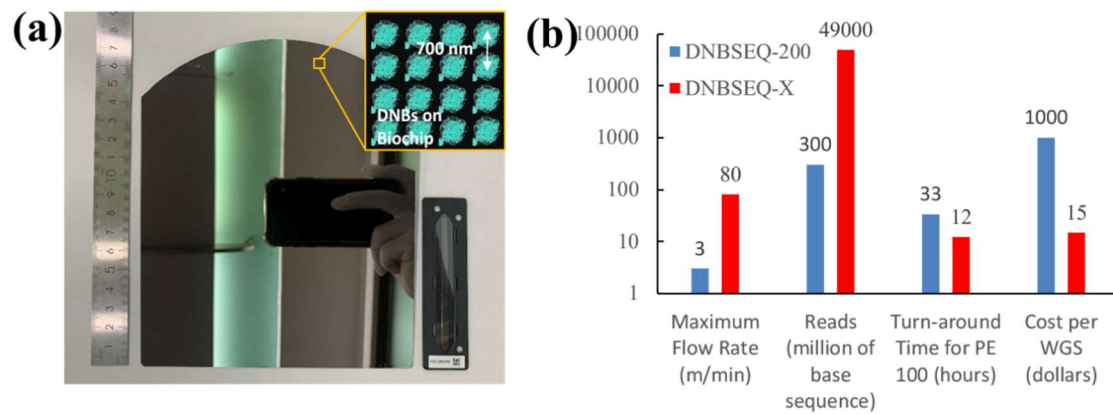 (a)
700 nm
DNBs on
Biochip
(b)
100000
10000
1000
100
10
1
DNBSEQ-200
DNBSEQ-X
3
80
300
49000
33
12
1000
15
Maximum
Flow Rate
(m/min)
Reads
(million of
base
sequence)
Turn-around
Time for PE
100 (hours)
Cost per
WGS
(dollars)